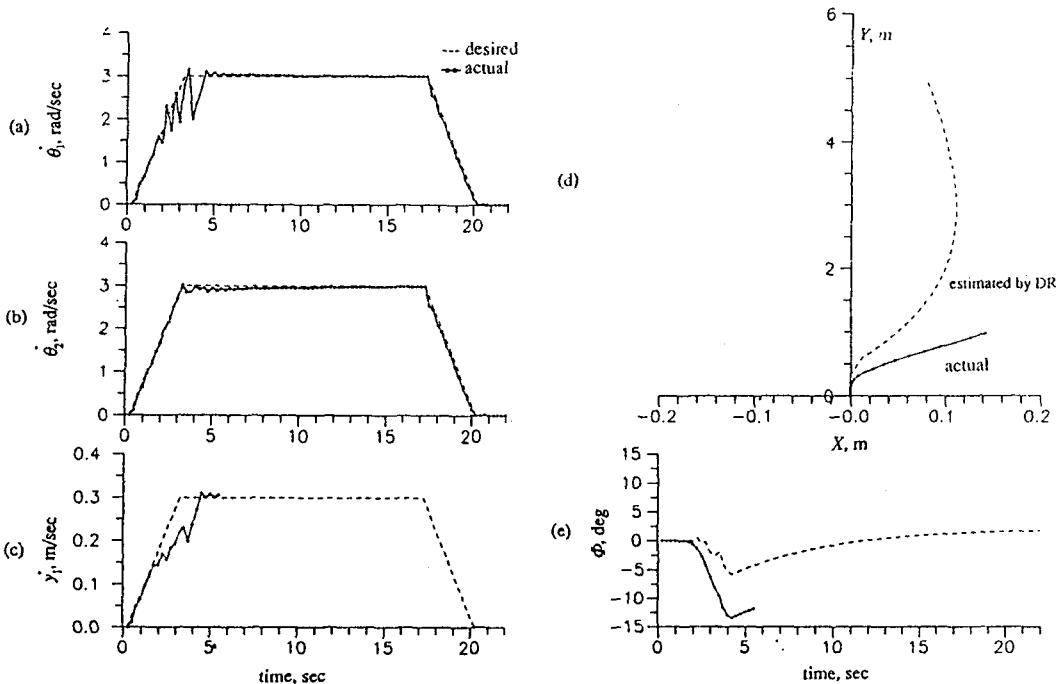 4
3
2
1
0
(a)
θ̇₁, rad/sec
--- desired
actual
0 5 10 15 20
4
3
3
1
0
(b)
θ̇₂, rad/sec
0 5 10 15 20
0.4
0.3
0.2
0.1
0.0
(c)
ẏ₁, m/sec
0 5 10 15 20
time, sec
(d)
6
4
2
0
Y, m
estimated by DR
actual
−0.2 −0.1 −0.0 0.1 0.2
X, m
(e)
Φ, deg
15
10
5
0
−5
−10
−15
0 5 10 15 20
time, sec